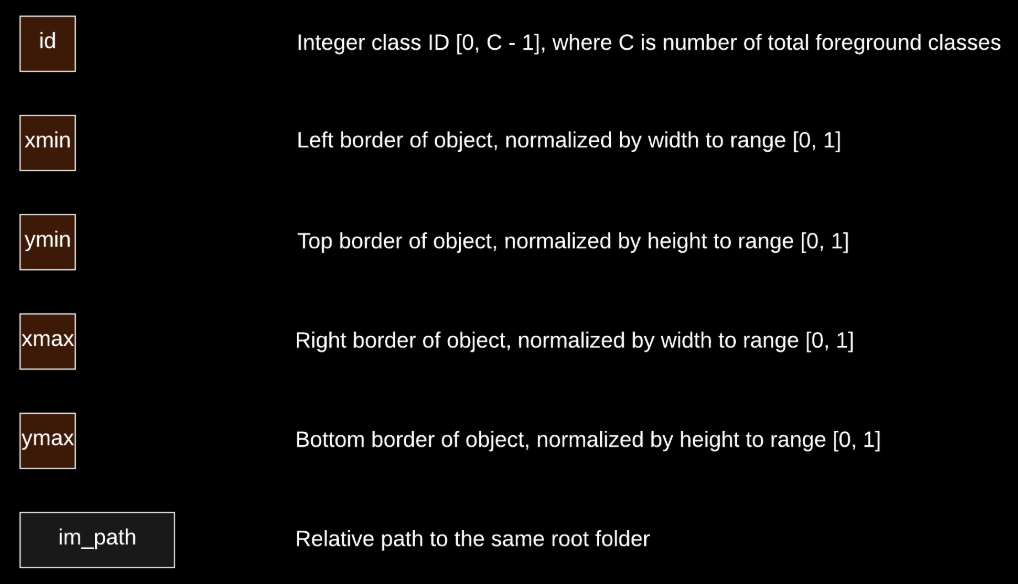 id Integer class ID [0, C - 1], where C is number of total foreground classes
xmin Left border of object, normalized by width to range [0, 1]
ymin Top border of object, normalized by height to range [0, 1]
xmax Right border of object, normalized by width to range [0, 1]
ymax Bottom border of object, normalized by height to range [0, 1]
im_path Relative path to the same root folder